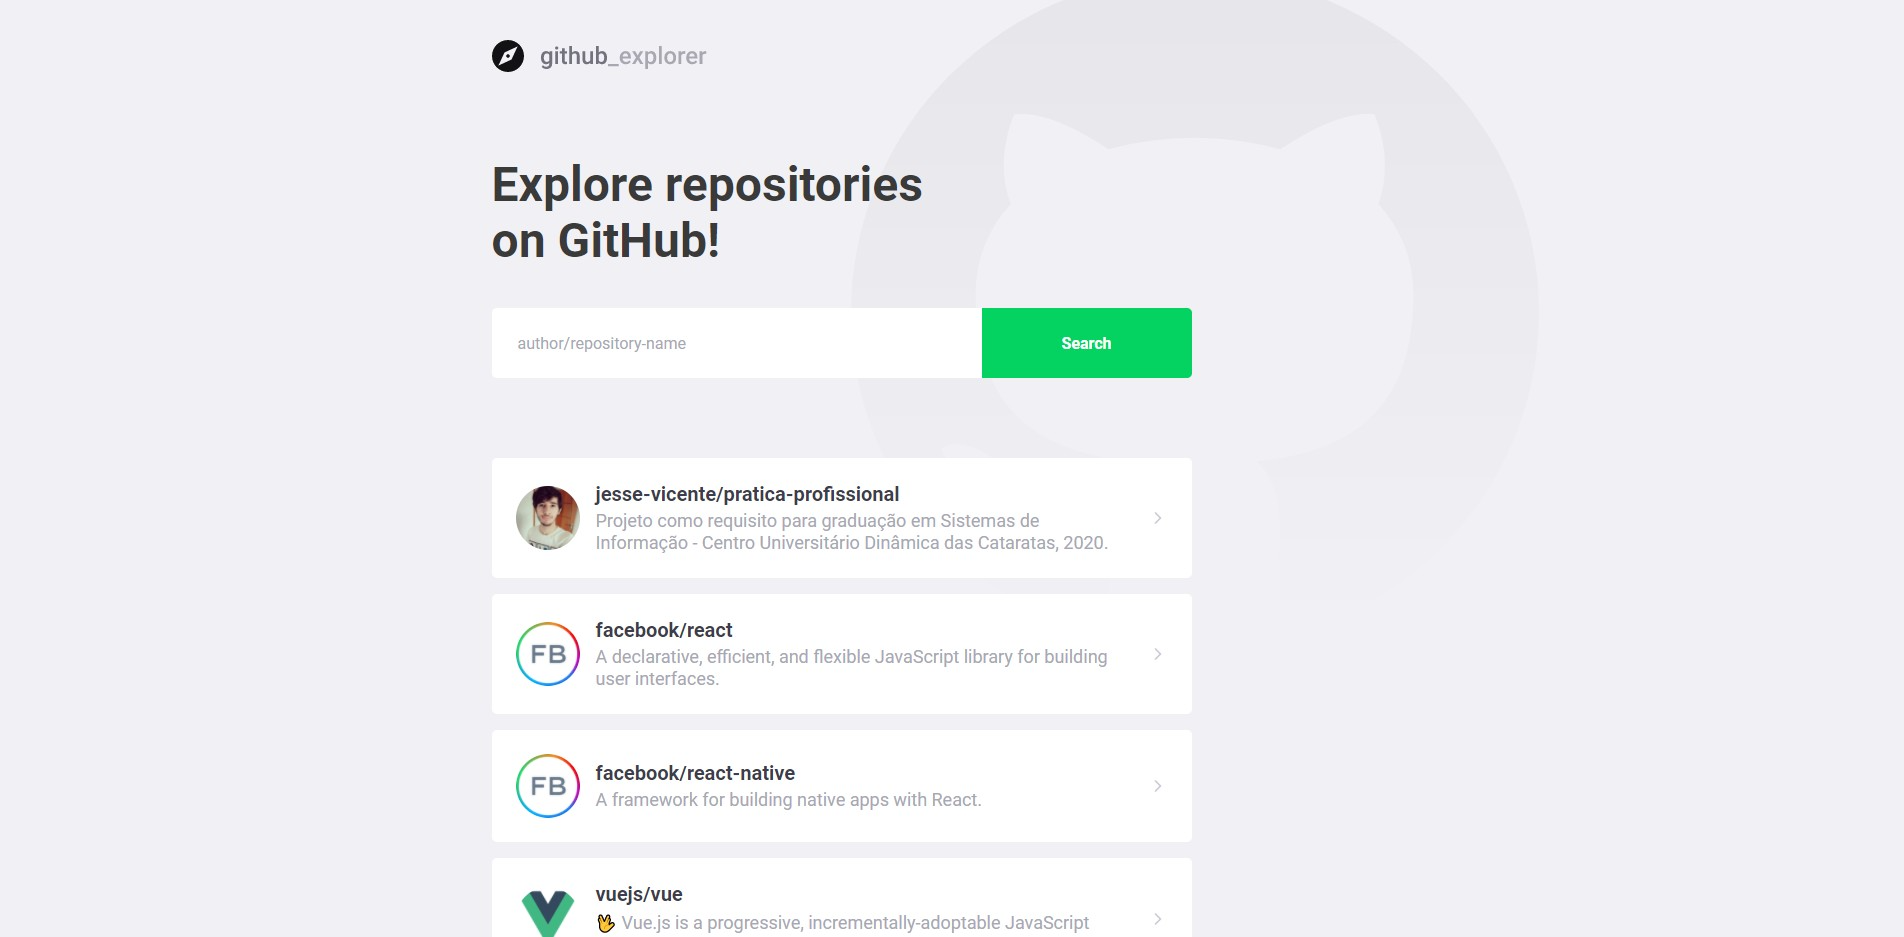 github_explorer
Explore repositories
on GitHub!
author/repository-name
Search
jesse-vicente/pratica-profissional
Projeto como requisito para graduação em Sistemas de
Informação - Centro Universitário Dinâmica das Cataratas, 2020.
FB
facebook/react
A declarative, efficient, and flexible JavaScript library for building
user interfaces.
FB
facebook/react-native
A framework for building native apps with React.
vuejs/vue
🖖 Vue.js is a progressive, incrementally-adoptable JavaScript